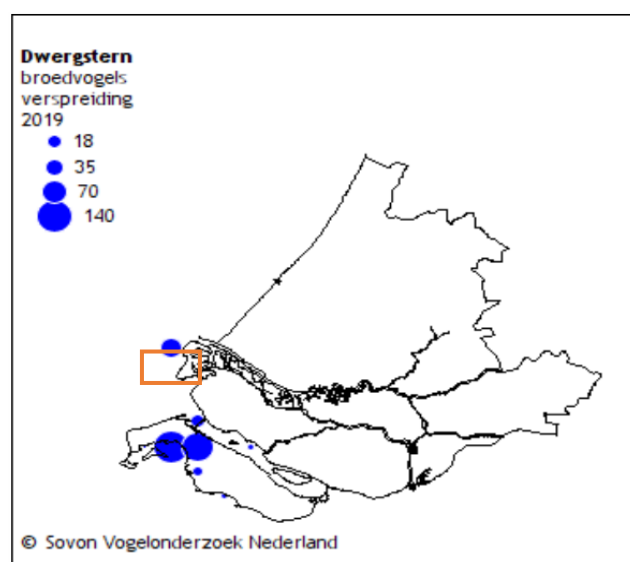 Dwergstern
broedvogels
verspreiding
2019
18
35
70
140
© Sovon Vogelonderzoek Nederland